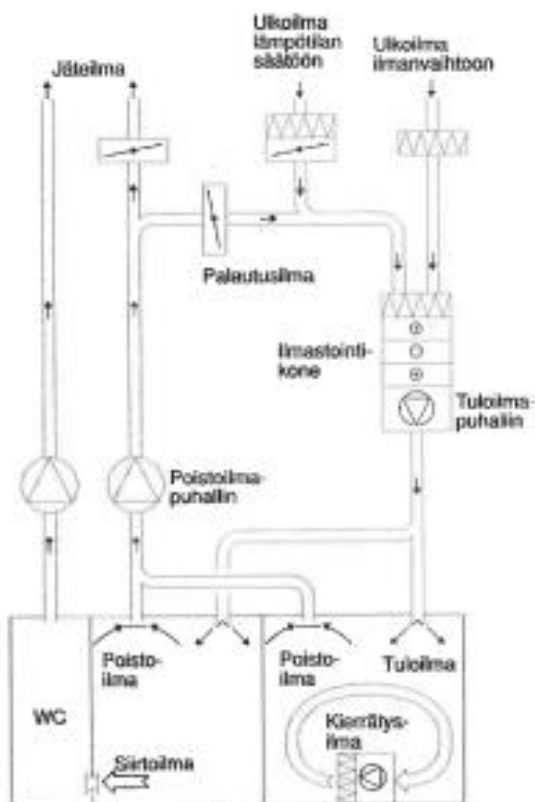 Ulkoilma
lämpötilan
säätöön
Ulkoilma
ilmanvaihtoon
Jäteilma
Palautusilma
Ilmastointi-
kone
Tuloilma-
puhallin
Poistoilma-
puhallin
Poisto-
ilma
Poisto-
ilma
Tuloilma
WC
Kierrätys-
ilma
Siirtoilma